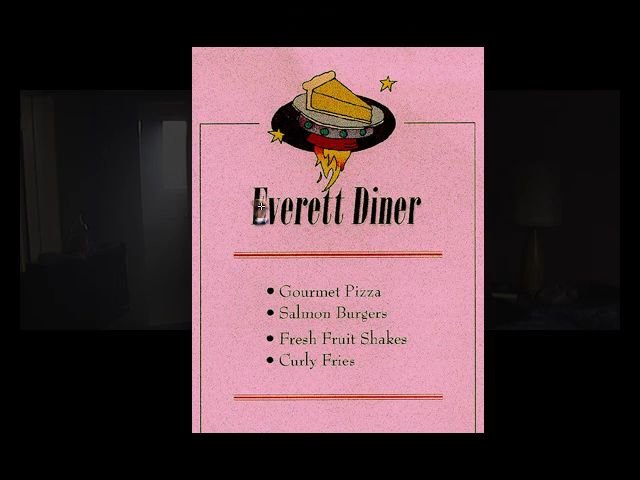 Everett Diner
• Gourmet Pizza
• Salmon Burgers
• Fresh Fruit Shakes
• Curly Fries